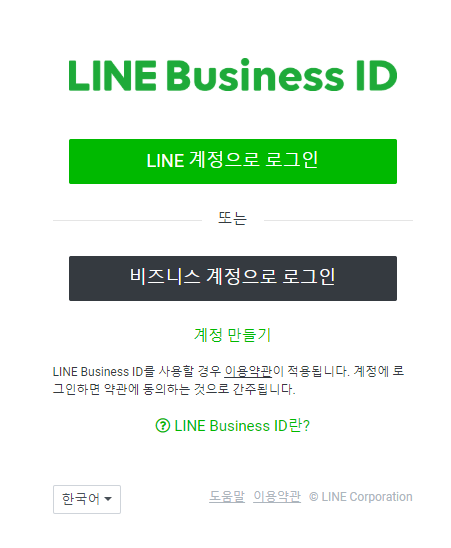 LINE Business ID
LINE 계정으로 로그인
또는
비즈니스 계정으로 로그인
계정 만들기
LINE Business ID를 사용할 경우 이용약관이 적용됩니다. 계정에 로
그인하면 약관에 동의하는 것으로 간주됩니다.
LINE Business ID란?
한국어
도움말 이용약관 © LINE Corporation